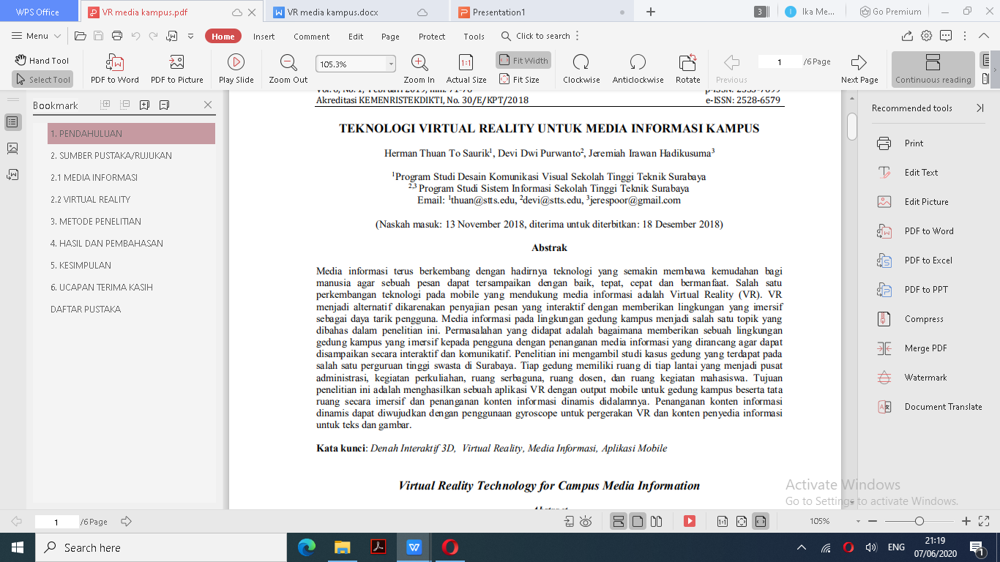 WPS Office
VR media kampus.pdf
VR media kampus.docx
Presentation1
3
Ika Me...
Go Premium
Menu
Home
Insert
Comment
Edit
Page
Protect
Tools
Click to search
Hand Tool
Select Tool
PDF to Word
PDF to Picture
Play Slide
Zoom Out
105.3%
Zoom In
Actual Size
Fit Width
Fit Size
Clockwise
Anticlockwise
Rotate
Previous
1
/6 Page
Next Page
Continuous reading
Bookmark
1. PENDAHULUAN
2. SUMBER PUSTAKA/RUJUKAN
2.1 MEDIA INFORMASI
2.2 VIRTUAL REALITY
3. METODE PENELITIAN
4. HASIL DAN PEMBAHASAN
5. KESIMPULAN
6. UCAPAN TERIMA KASIH
DAFTAR PUSTAKA
Akreditasi KEMENRISTEKDIKTI, No. 30/E/KPT/2018 e-ISSN: 2528-6579
TEKNOLOGI VIRTUAL REALITY UNTUK MEDIA INFORMASI KAMPUS
Herman Thuan To Saurik1, Devi Dwi Purwanto2, Jeremiah Irawan Hadikusuma3
1Program Studi Desain Komunikasi Visual Sekolah Tinggi Teknik Surabaya
2,3 Program Studi Sistem Informasi Sekolah Tinggi Teknik Surabaya
Email: 1thuan@stts.edu, 2devi@stts.edu, 3jerespoor@gmail.com
(Naskah masuk: 13 November 2018, diterima untuk diterbitkan: 18 Desember 2018)
Abstrak
Media informasi terus berkembang dengan hadirnya teknologi yang semakin membawa kemudahan bagi
manusia agar sebuah pesan dapat tersampaikan dengan baik, tepat, cepat dan bermanfaat. Salah satu
perkembangan teknologi pada mobile yang mendukung media informasi adalah Virtual Reality (VR). VR
menjadi alternatif dikarenakan penyajian pesan yang interaktif dengan memberikan lingkungan yang imersif
sebagai daya tarik pengguna. Media informasi pada lingkungan gedung kampus menjadi salah satu topik yang
dibahas dalam penelitian ini. Permasalahan yang didapat adalah bagaimana memberikan sebuah lingkungan
gedung kampus yang imersif kepada pengguna dengan penanganan media informasi yang dirancang agar dapat
disampaikan secara interaktif dan komunikatif. Penelitian ini mengambil studi kasus gedung yang terdapat pada
salah satu perguruan tinggi swasta di Surabaya. Tiap gedung memiliki ruang di tiap lantai yang menjadi pusat
administrasi, kegiatan perkuliahan, ruang serbaguna, ruang dosen, dan ruang kegiatan mahasiswa. Tujuan
penelitian ini adalah menghasilkan sebuah aplikasi VR dengan output mobile untuk gedung kampus beserta tata
ruang secara imersif dan penanganan konten informasi dinamis didalamnya. Penanganan konten informasi
dinamis dapat diwujudkan dengan penggunaan gyroscope untuk pergerakan VR dan konten penyedia informasi
untuk teks dan gambar.
Kata kunci: Denah Interaktif 3D, Virtual Reality, Media Informasi, Aplikasi Mobile
Virtual Reality Technology for Campus Media Information
Recommended tools
Print
Edit Text
Edit Picture
PDF to Word
PDF to Excel
PDF to PPT
Compress
Merge PDF
Watermark
Document Translate
Activate Windows
Go to Settings to activate Windows.
1
/6 Page
105%
Search here
ENG
21:19
07/06/2020
1